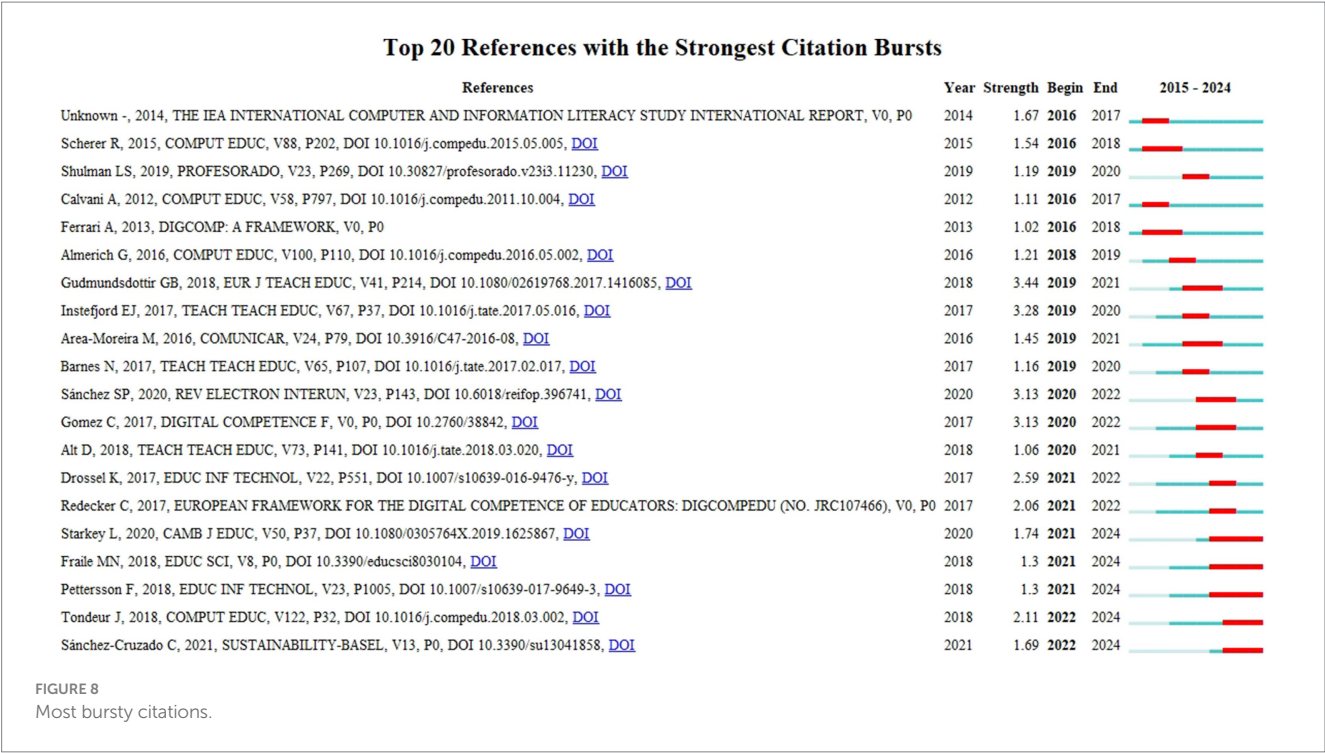 Top 20 References with the Strongest Citation Bursts
References Year Strength Begin End 2015 - 2024
Unknown -, 2014, THE IEA INTERNATIONAL COMPUTER AND INFORMATION LITERACY STUDY INTERNATIONAL REPORT, V0, P0 2014 1.67 2016 2017
Scherer R, 2015, COMPUT EDUC, V88, P202, DOI 10.1016/j.compedu.2015.05.005, DOI 2015 1.54 2016 2018
Shulman LS, 2019, PROFESORADO, V23, P269, DOI 10.30827/profesorado.v23i3.11230, DOI 2019 1.19 2019 2020
Calvani A, 2012, COMPUT EDUC, V58, P797, DOI 10.1016/j.compedu.2011.10.004, DOI 2012 1.11 2016 2017
Ferrari A, 2013, DIGCOMP: A FRAMEWORK, V0, P0 2013 1.02 2016 2018
Almerich G, 2016, COMPUT EDUC, V100, P110, DOI 10.1016/j.compedu.2016.05.002, DOI 2016 1.21 2018 2019
Gudmundsdottir GB, 2018, EUR J TEACH EDUC, V41, P214, DOI 10.1080/02619768.2017.1416085, DOI 2018 3.44 2019 2021
Instefjord EJ, 2017, TEACH TEACH EDUC, V67, P37, DOI 10.1016/j.tate.2017.05.016, DOI 2017 3.28 2019 2020
Area-Moreira M, 2016, COMUNICAR, V24, P79, DOI 10.3916/C47-2016-08, DOI 2016 1.45 2019 2021
Barnes N, 2017, TEACH TEACH EDUC, V65, P107, DOI 10.1016/j.tate.2017.02.017, DOI 2017 1.16 2019 2020
Sánchez SP, 2020, REV ELECTRON INTERUN, V23, P143, DOI 10.6018/reifop.396741, DOI 2020 3.13 2020 2022
Gomez C, 2017, DIGITAL COMPETENCE F, V0, P0, DOI 10.2760/38842, DOI 2017 3.13 2020 2022
Alt D, 2018, TEACH TEACH EDUC, V73, P141, DOI 10.1016/j.tate.2018.03.020, DOI 2018 1.06 2020 2021
Drossel K, 2017, EDUC INF TECHNOL, V22, P551, DOI 10.1007/s10639-016-9476-y, DOI 2017 2.59 2021 2022
Redecker C, 2017, EUROPEAN FRAMEWORK FOR THE DIGITAL COMPETENCE OF EDUCATORS: DIGCOMPEDU (NO. JRC107466), V0, P0 2017 2.06 2021 2022
Starkey L, 2020, CAMB J EDUC, V50, P37, DOI 10.1080/0305764X.2019.1625867, DOI 2020 1.74 2021 2024
Fraile MN, 2018, EDUC SCI, V8, P0, DOI 10.3390/educsci8030104, DOI 2018 1.3 2021 2024
Pettersson F, 2018, EDUC INF TECHNOL, V23, P1005, DOI 10.1007/s10639-017-9649-3, DOI 2018 1.3 2021 2024
Tondeur J, 2018, COMPUT EDUC, V122, P32, DOI 10.1016/j.compedu.2018.03.002, DOI 2018 2.11 2022 2024
Sánchez-Cruzado C, 2021, SUSTAINABILITY-BASEL, V13, P0, DOI 10.3390/su13041858, DOI 2021 1.69 2022 2024
FIGURE 8
Most bursty citations.